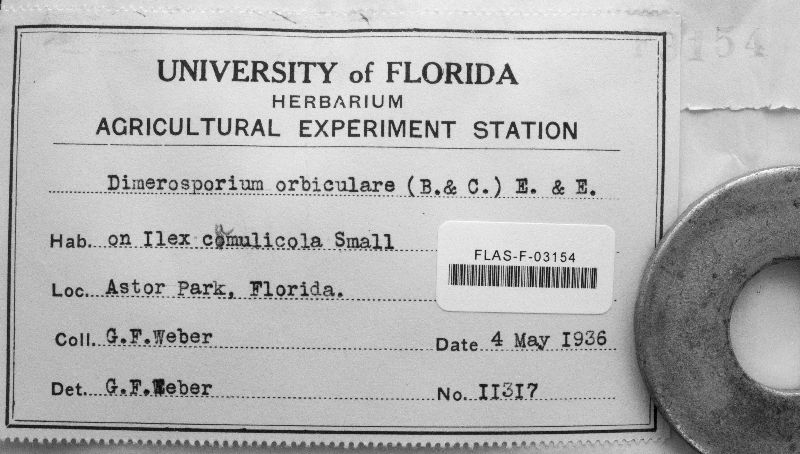 UNIVERSITY of FLORIDA
HERBARIUM
AGRICULTURAL EXPERIMENT STATION
Dimerosporium orbiculare (B.& C.) E. & E.
Hab. on Ilex cumulicola Small
FLAS-F-03154
Loc. Astor Park, Florida.
Coll. G.F.Weber
Date 4 May 1936
Det. G.F.Weber
No. 11317